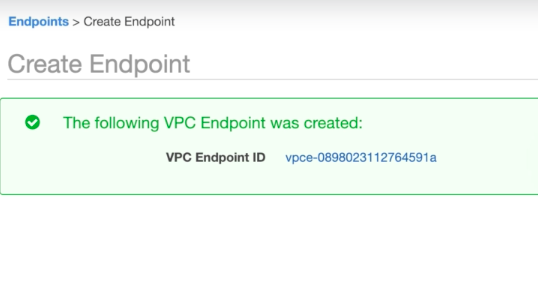 Endpoints > Create Endpoint
Create Endpoint
The following VPC Endpoint was created:
VPC Endpoint ID vpce-0898023112764591a